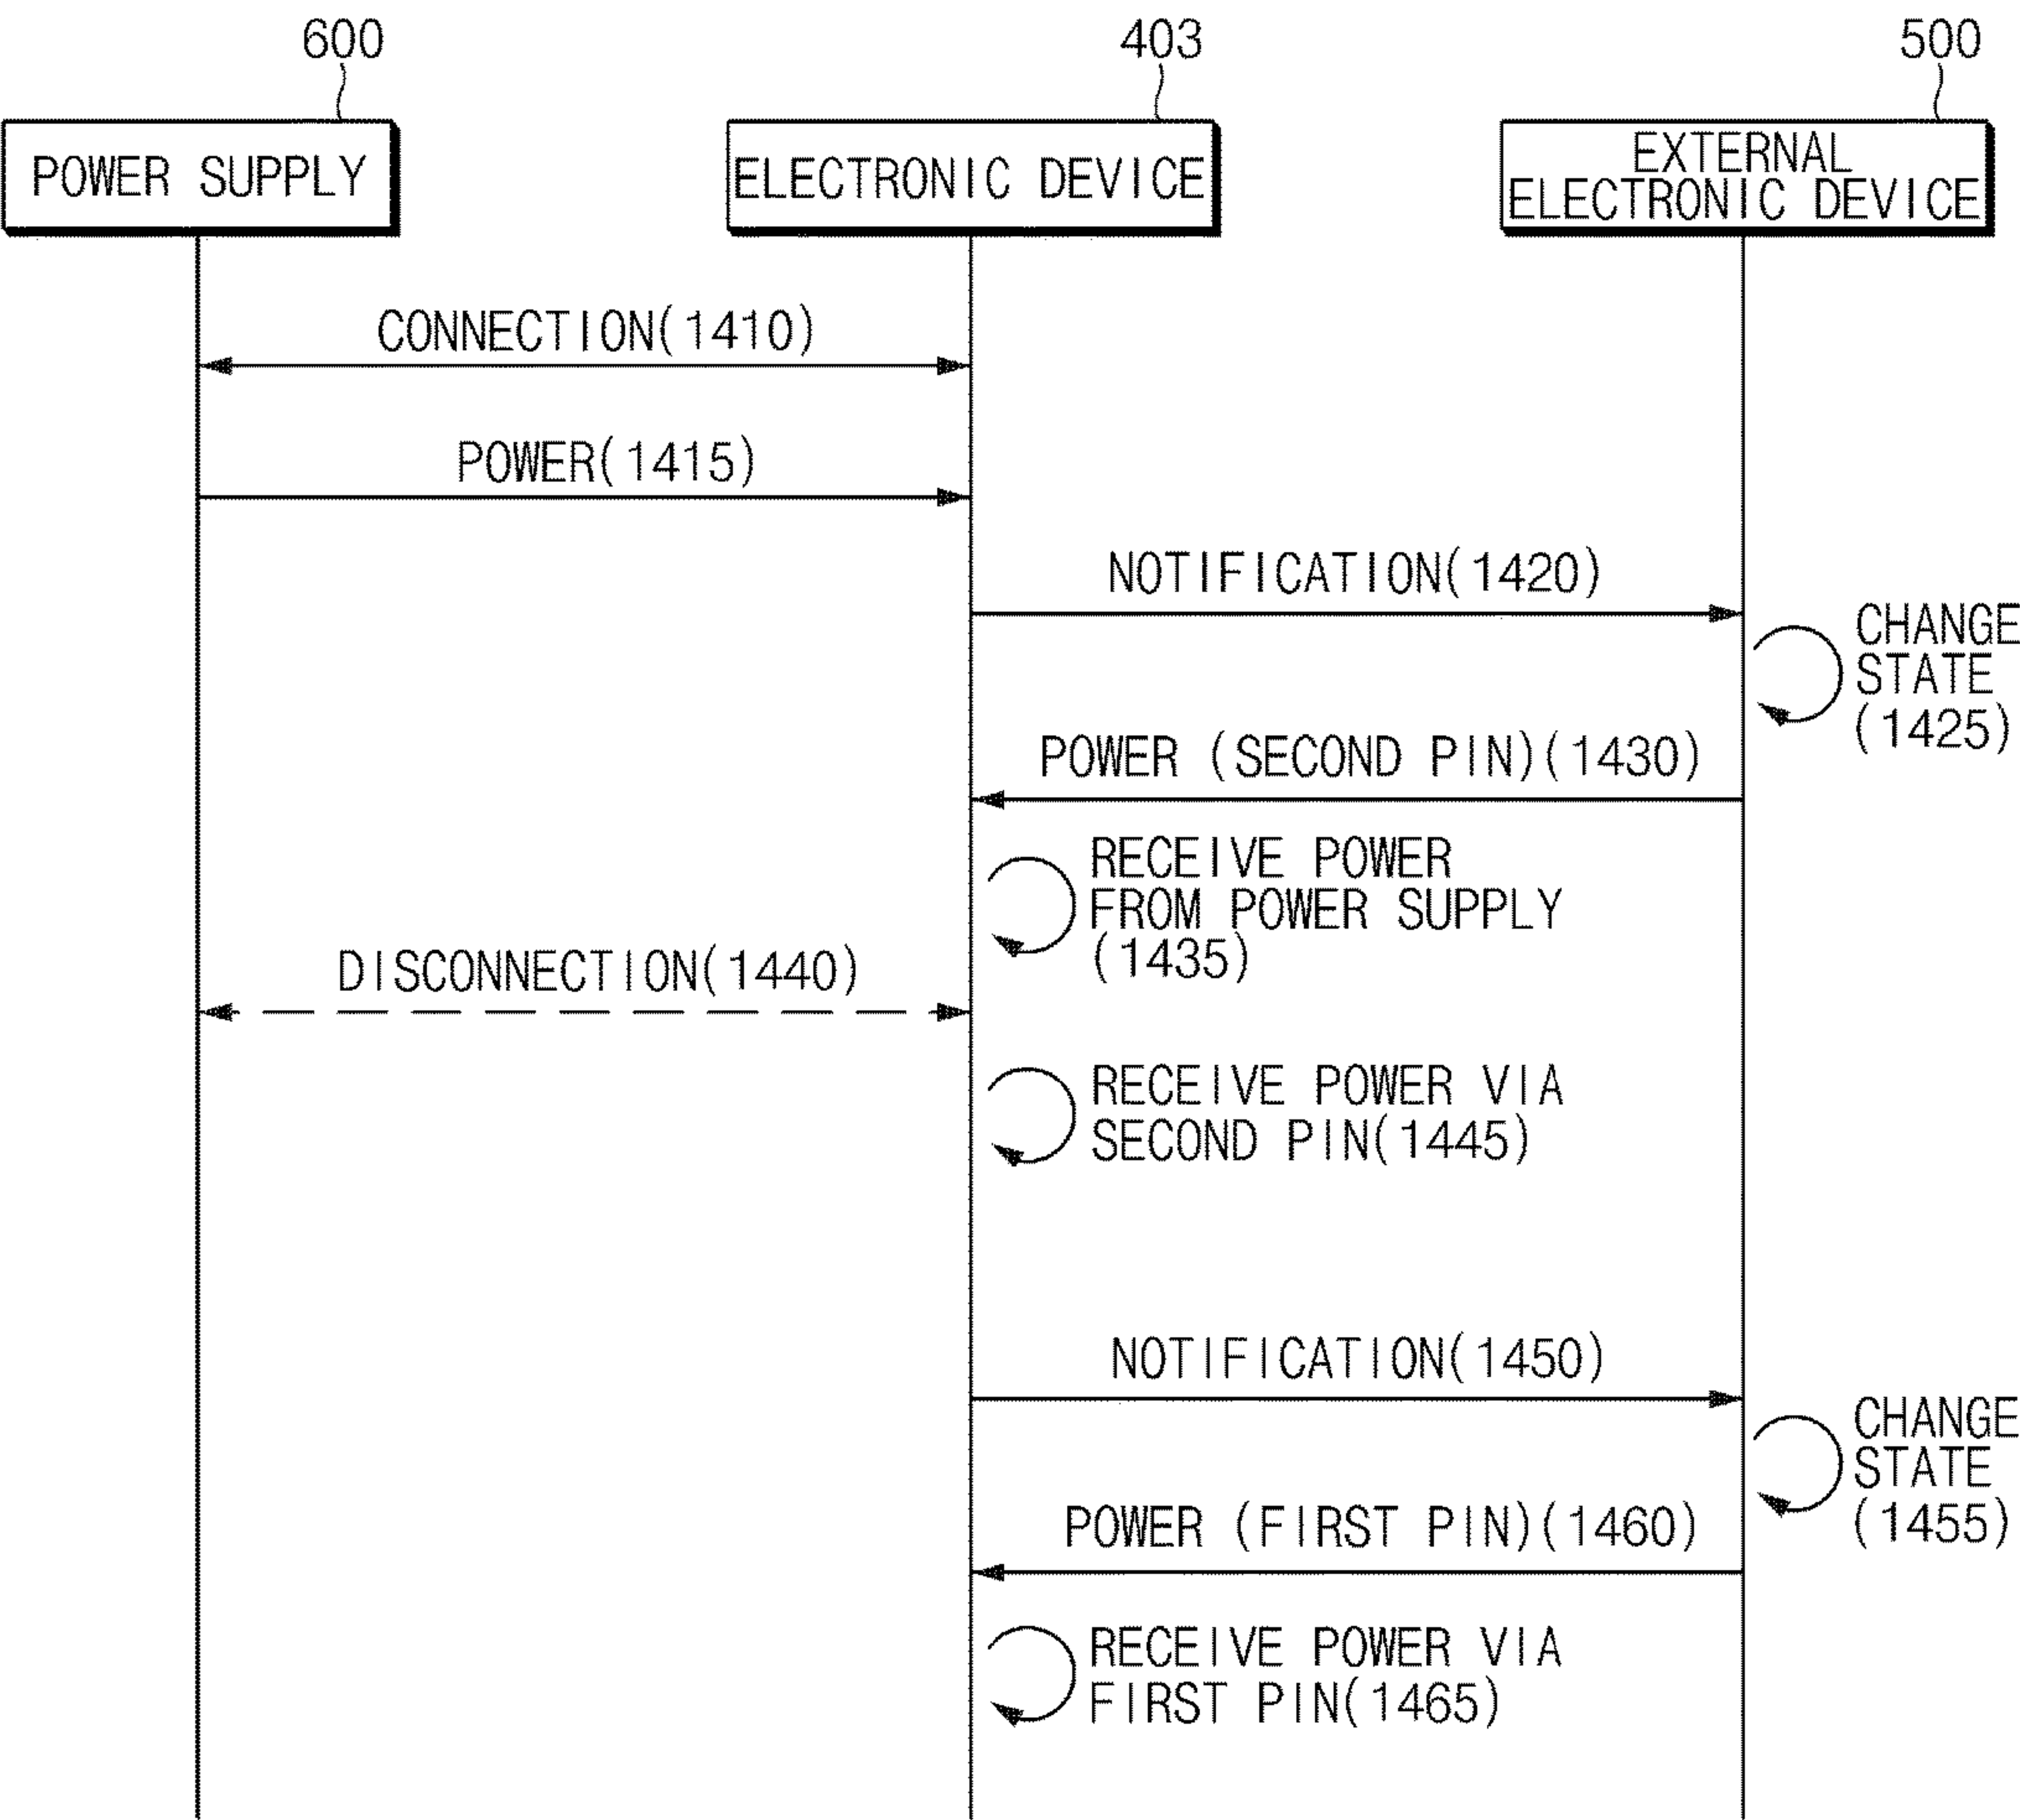 600
403
500
POWER SUPPLY
ELECTRONIC DEVICE
EXTERNAL
ELECTRONIC DEVICE
CONNECTION(1410)
POWER(1415)
NOTIFICATION(1420)
CHANGE
STATE
(1425)
POWER (SECOND PIN)(1430)
RECEIVE POWER
FROM POWER SUPPLY
(1435)
DISCONNECTION(1440)
RECEIVE POWER VIA
SECOND PIN(1445)
NOTIFICATION(1450)
CHANGE
STATE
(1455)
POWER (FIRST PIN)(1460)
RECEIVE POWER VIA
FIRST PIN(1465)